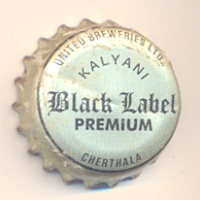 UNITED BREWERIES LTD.
KALYANI
Black Label
PREMIUM
CHERTHALA